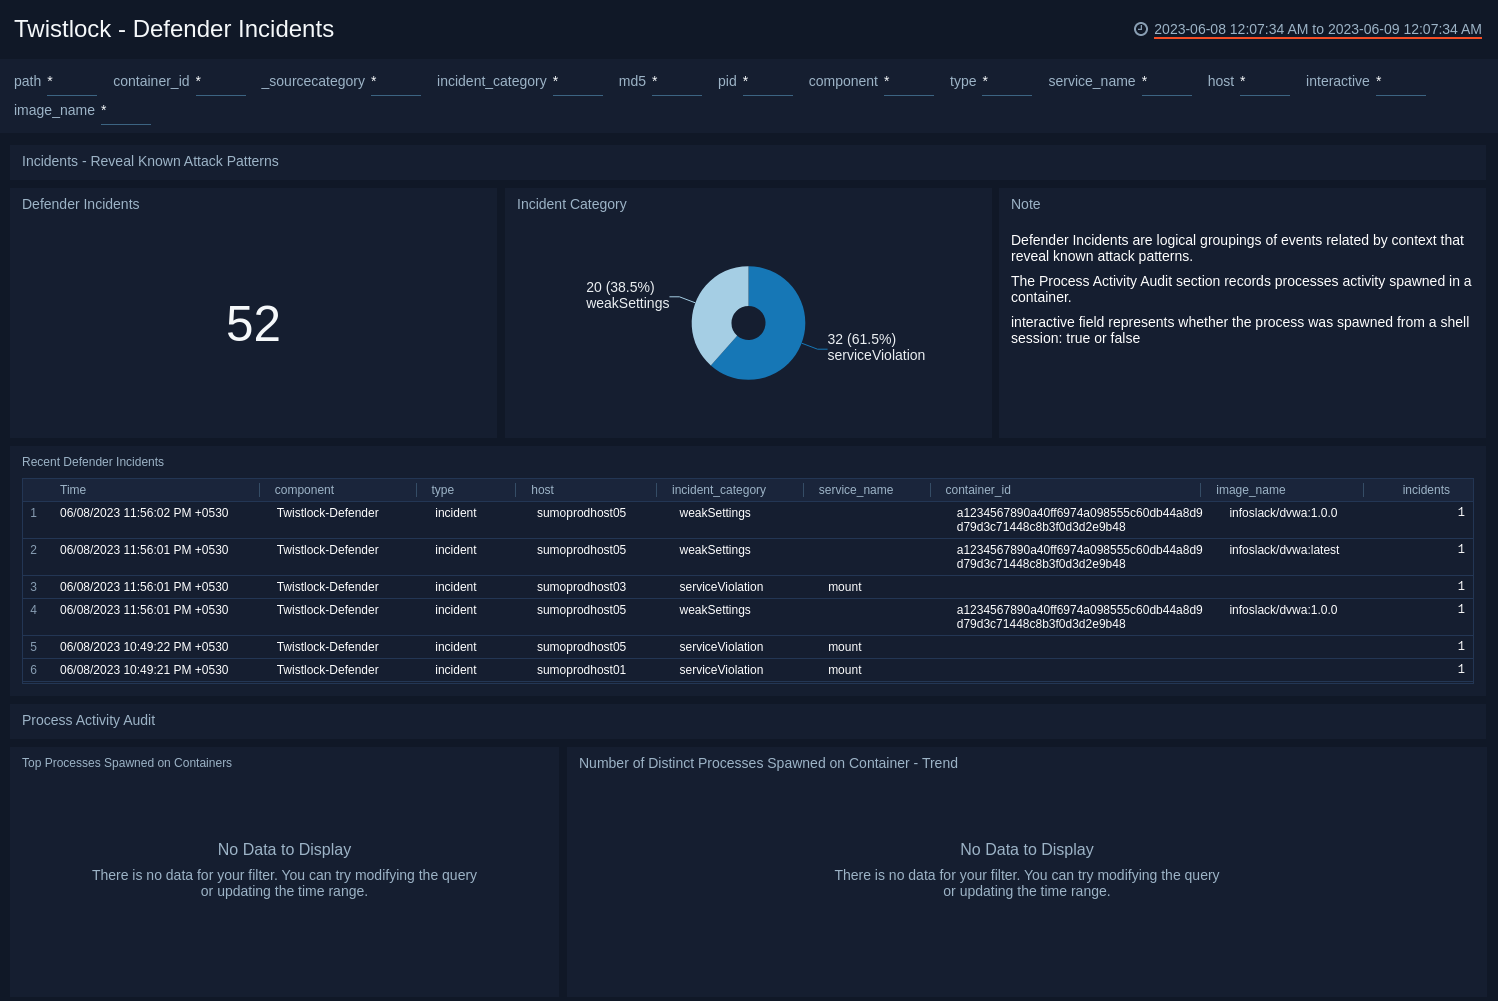 Twistlock - Defender Incidents
2023-06-08 12:07:34 AM to 2023-06-09 12:07:34 AM
path * container_id * _sourcecategory * incident_category * md5 * pid * component * type * service_name * host * interactive *
image_name *
Incidents - Reveal Known Attack Patterns
Defender Incidents
52
Incident Category
20 (38.5%)
weakSettings
32 (61.5%)
serviceViolation
Note
Defender Incidents are logical groupings of events related by context that
reveal known attack patterns.
The Process Activity Audit section records processes activity spawned in a
container.
interactive field represents whether the process was spawned from a shell
session: true or false
Recent Defender Incidents
Time component type host incident_category service_name container_id image_name incidents
1 06/08/2023 11:56:02 PM +0530 Twistlock-Defender incident sumoprodhost05 weakSettings a1234567890a40ff6974a098555c60db44a8d9 infoslack/dvwa:1.0.0 1
d79d3c71448c8b3f0d3d2e9b48
2 06/08/2023 11:56:01 PM +0530 Twistlock-Defender incident sumoprodhost05 weakSettings a1234567890a40ff6974a098555c60db44a8d9 infoslack/dvwa:latest 1
d79d3c71448c8b3f0d3d2e9b48
3 06/08/2023 11:56:01 PM +0530 Twistlock-Defender incident sumoprodhost03 serviceViolation mount 1
4 06/08/2023 11:56:01 PM +0530 Twistlock-Defender incident sumoprodhost05 weakSettings a1234567890a40ff6974a098555c60db44a8d9 infoslack/dvwa:1.0.0 1
d79d3c71448c8b3f0d3d2e9b48
5 06/08/2023 10:49:22 PM +0530 Twistlock-Defender incident sumoprodhost05 serviceViolation mount 1
6 06/08/2023 10:49:21 PM +0530 Twistlock-Defender incident sumoprodhost01 serviceViolation mount 1
Process Activity Audit
Top Processes Spawned on Containers
No Data to Display
There is no data for your filter. You can try modifying the query
or updating the time range.
Number of Distinct Processes Spawned on Container - Trend
No Data to Display
There is no data for your filter. You can try modifying the query
or updating the time range.